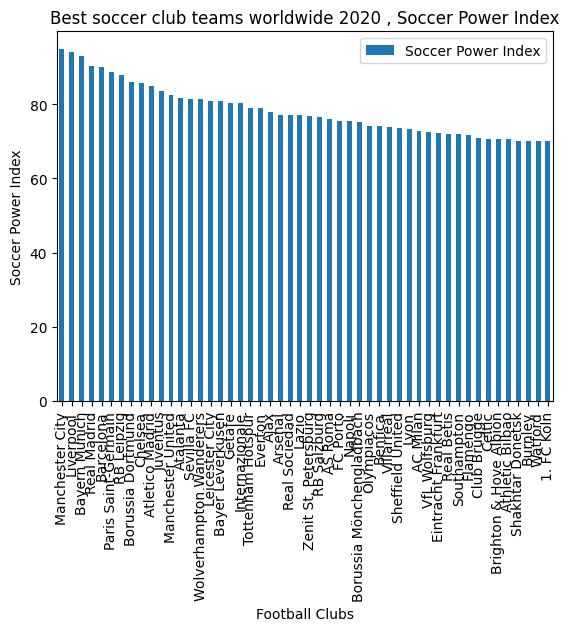 Best soccer club teams worldwide 2020 , Soccer Power Index
Soccer Power Index
Soccer Power Index
80
60
40
20
0
Manchester City
Liverpool
Bayern Munich
Real Madrid
Barcelona
Paris Saint-Germain
RB Leipzig
Borussia Dortmund
Chelsea
Atletico Madrid
Juventus
Manchester United
Atalanta
Sevilla FC
Wolverhampton Wanderers
Leicester City
Bayer Leverkusen
Getafe
Internazionale
Tottenham Hotspur
Everton
Ajax
Arsenal
Real Sociedad
Lazio
Zenit St. Petersburg
RB Salzburg
AS Roma
FC Porto
Napoli
Borussia Mönchengladbach
Olympiacos
Benfica
Villarreal
Sheffield United
Lyon
AC Milan
VfL Wolfsburg
Eintracht Frankfurt
Real Betis
Southampton
Flamengo
Club Brugge
Celtic
Brighton & Hove Albion
Athletic Bilbao
Shakhtar Donetsk
Burnley
Watford
1. FC Köln
Football Clubs